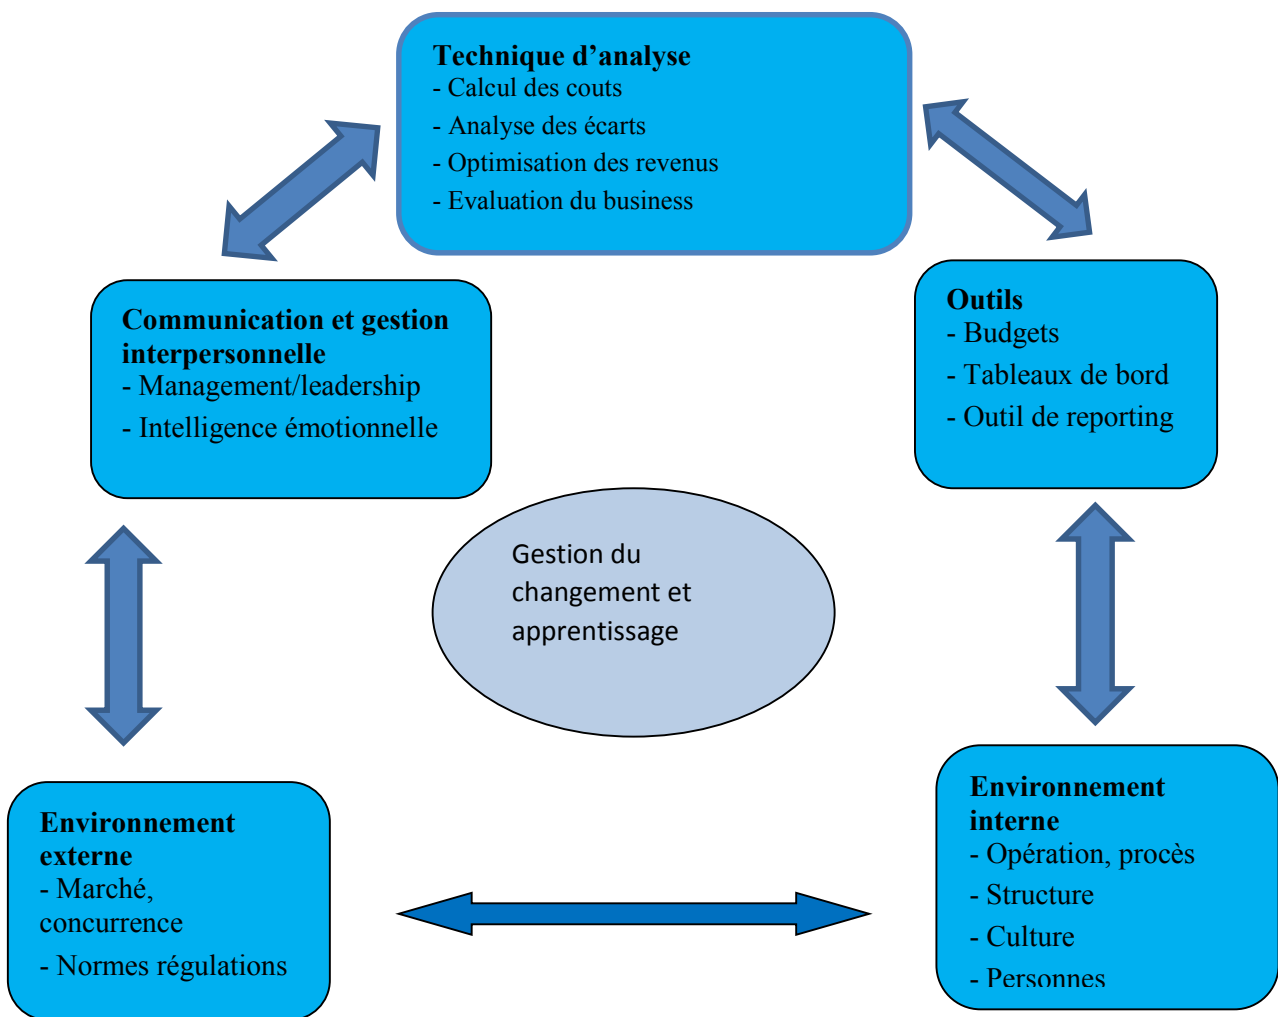 Technique d’analyse
- Calcul des couts
- Analyse des écarts
- Optimisation des revenus
- Evaluation du business
Communication et gestion
interpersonnelle
- Management/leadership
- Intelligence émotionnelle
Outils
- Budgets
- Tableaux de bord
- Outil de reporting
Gestion du
changement et
apprentissage
Environnement
externe
- Marché,
concurrence
- Normes régulations
Environnement
interne
- Opération, procès
- Structure
- Culture
- Personnes